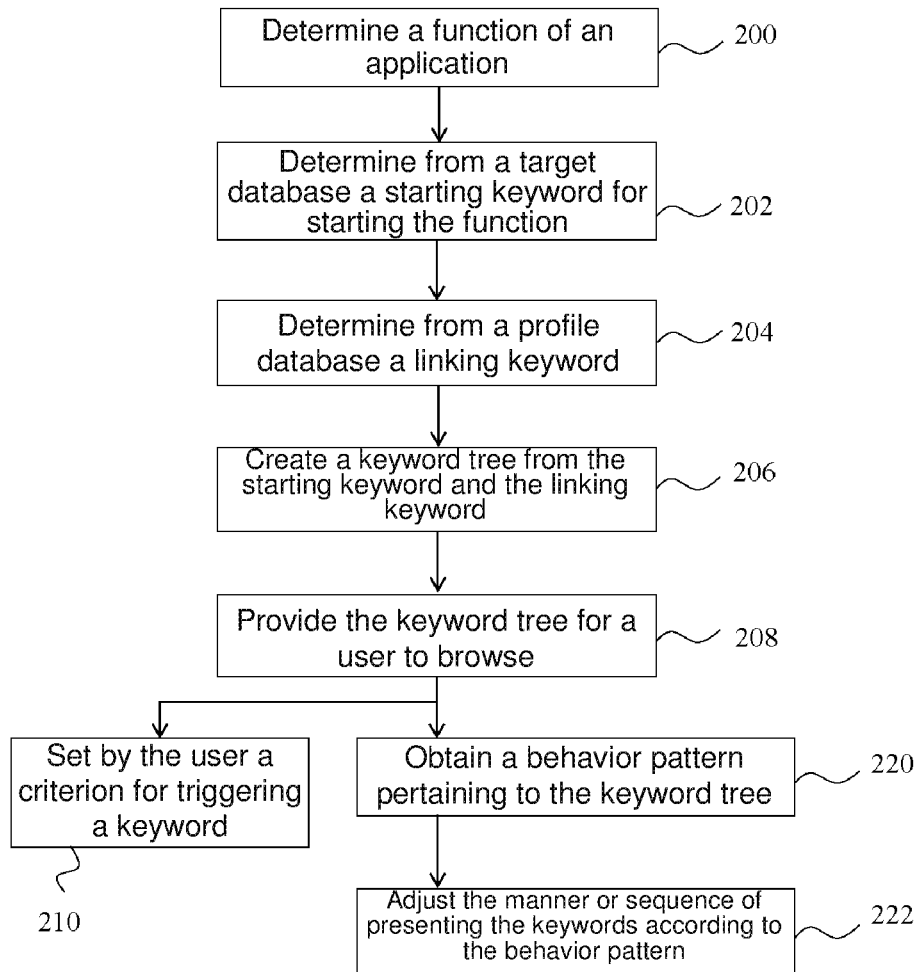 Determine a function of an
application
200
Determine from a target
database a starting keyword for
starting the function
202
Determine from a profile
database a linking keyword
204
Create a keyword tree from the
starting keyword and the linking
keyword
206
Provide the keyword tree for a
user to browse
208
Set by the user a
criterion for triggering
a keyword
210
Obtain a behavior pattern
pertaining to the keyword tree
220
Adjust the manner or sequence of
presenting the keywords according to
the behavior pattern
222